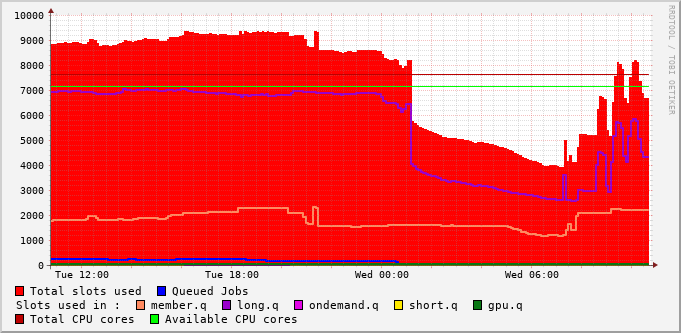 10000
9000
8000
7000
6000
5000
4000
3000
2000
1000
0
Tue 12:00 Tue 18:00 Wed 00:00 Wed 06:00
RRDTOOL / TOBI OETIKER
Total slots used Queued Jobs
Slots used in : member.q long.q ondemand.q short.q gpu.q
Total CPU cores Available CPU cores